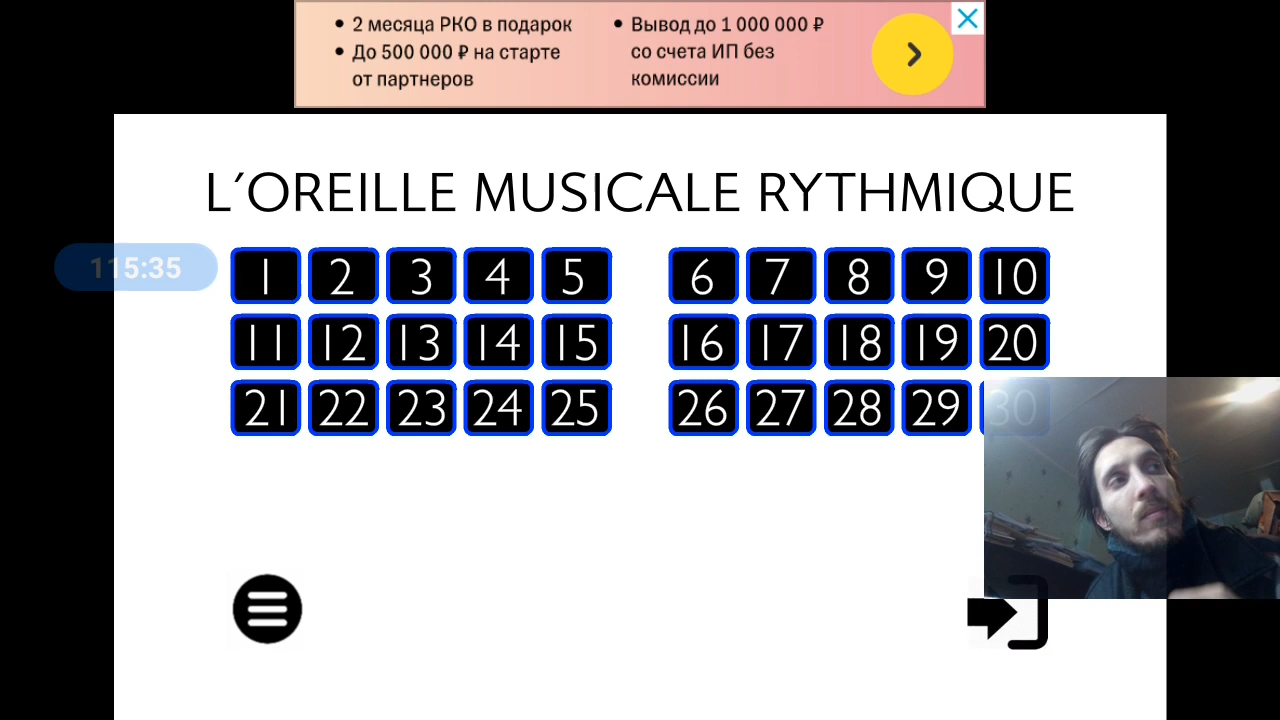 • 2 месяца РКО в подарок
• До 500 000 ₽ на старте
от партнеров
• Вывод до 1 000 000 ₽
со счета ИП без
комиссии
L´OREILLE MUSICALE RYTHMIQUE
115:35
1 2 3 4 5 6 7 8 9 10
11 12 13 14 15 16 17 18 19 20
21 22 23 24 25 26 27 28 29 30